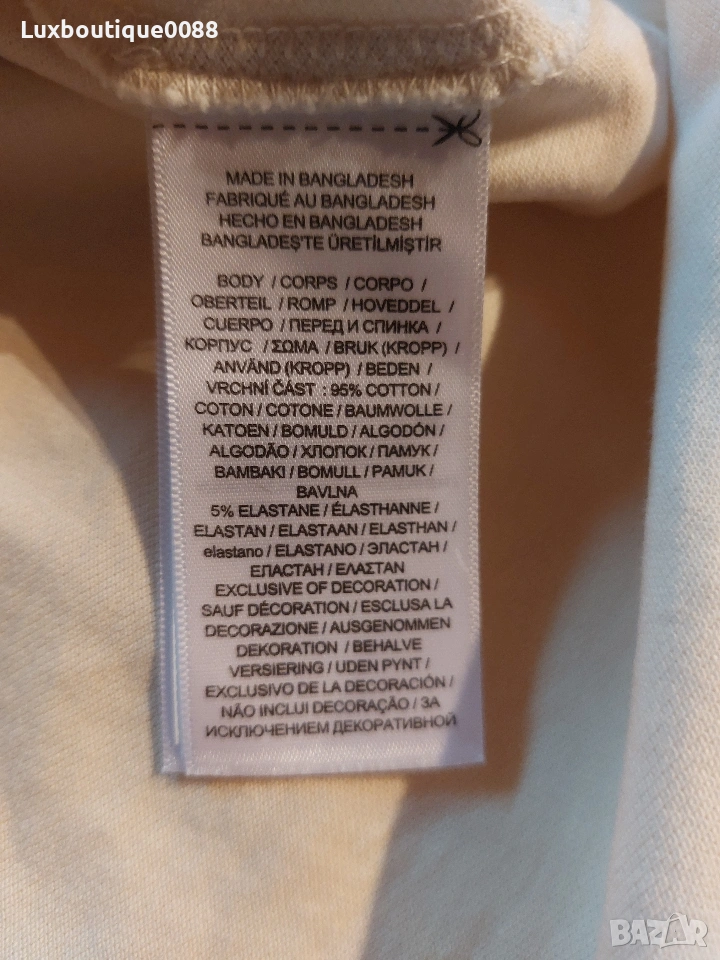 Luxboutique0088
MADE IN BANGLADESH
FABRIQUÉ AU BANGLADESH
HECHO EN BANGLADESH
BANGLADEŞ'TE ÜRETİLMİŞTİR
BODY / CORPS / CORPO /
OBERTEIL / ROMP / HOVEDDEL /
CUERPO / ПЕРЕД И СПИНКА /
КОРПУС / ΣΩΜΑ / BRUK (KROPP) /
ANVÄND (KROPP) / BEDEN /
VRCHNÍ ČÁST : 95% COTTON /
COTON / COTONE / BAUMWOLLE /
KATOEN / BOMULD / ALGODÓN /
ALGODÃO / ХЛОПОК / ПАМУК /
BAMBAKI / BOMULL / PAMUK /
BAVLNA
5% ELASTANE / ÉLASTHANNE /
ELASTAN / ELASTAAN / ELASTHAN /
elastano / ELASTANO / ЭЛАСТАН /
ЕЛАСТАН / ΕΛΑΣΤΑΝ
EXCLUSIVE OF DECORATION /
SAUF DÉCORATION / ESCLUSA LA
DECORAZIONE / AUSGENOMMEN
DEKORATION / BEHALVE
VERSIERING / UDEN PYNT /
EXCLUSIVO DE LA DECORACIÓN /
NÃO INCLUI DECORAÇÃO / ЗА
ИСКЛЮЧЕНИЕМ ДЕКОРАТИВНОЙ
BAZAR